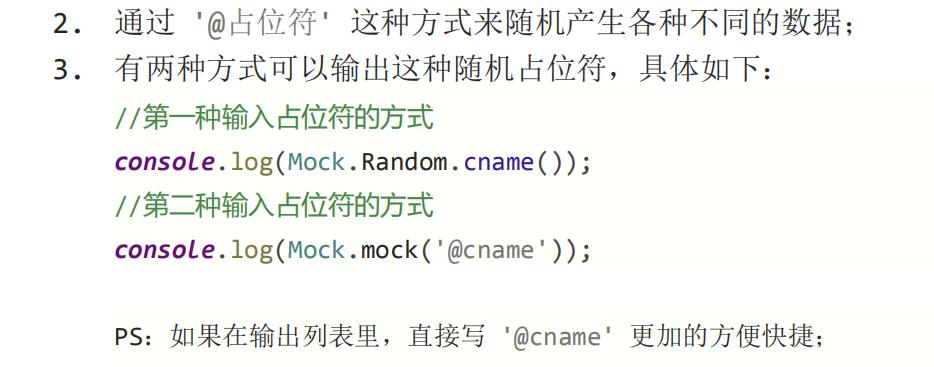 2. 通过 '@占位符' 这种方式来随机产生各种不同的数据；
3. 有两种方式可以输出这种随机占位符，具体如下：
//第一种输入占位符的方式
console.log(Mock.Random.cname());
//第二种输入占位符的方式
console.log(Mock.mock('@cname'));
PS：如果在输出列表里，直接写 '@cname' 更加的方便快捷；